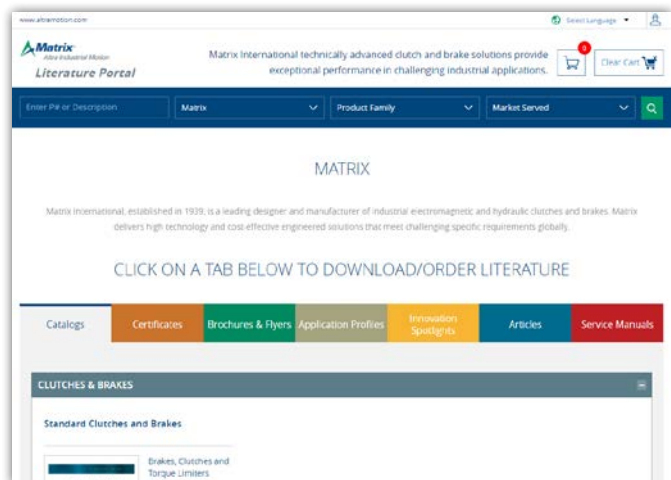 www.altramotion.com
Select Language
Matrix
Altra Industrial Motion
Literature Portal
Matrix International technically advanced clutch and brake solutions provide
exceptional performance in challenging industrial applications.
0
Clear Cart
Enter P# or Description
Matrix
Product Family
Market Served
MATRIX
Matrix International, established in 1939, is a leading designer and manufacturer of industrial electromagnetic and hydraulic clutches and brakes. Matrix
delivers high technology and cost-effective engineered solutions that meet challenging specific requirements globally.
CLICK ON A TAB BELOW TO DOWNLOAD/ORDER LITERATURE
Catalogs
Certificates
Brochures & Flyers
Application Profiles
Innovation
Spotlights
Articles
Service Manuals
CLUTCHES & BRAKES
Standard Clutches and Brakes
Brakes, Clutches and
Torque Limiters